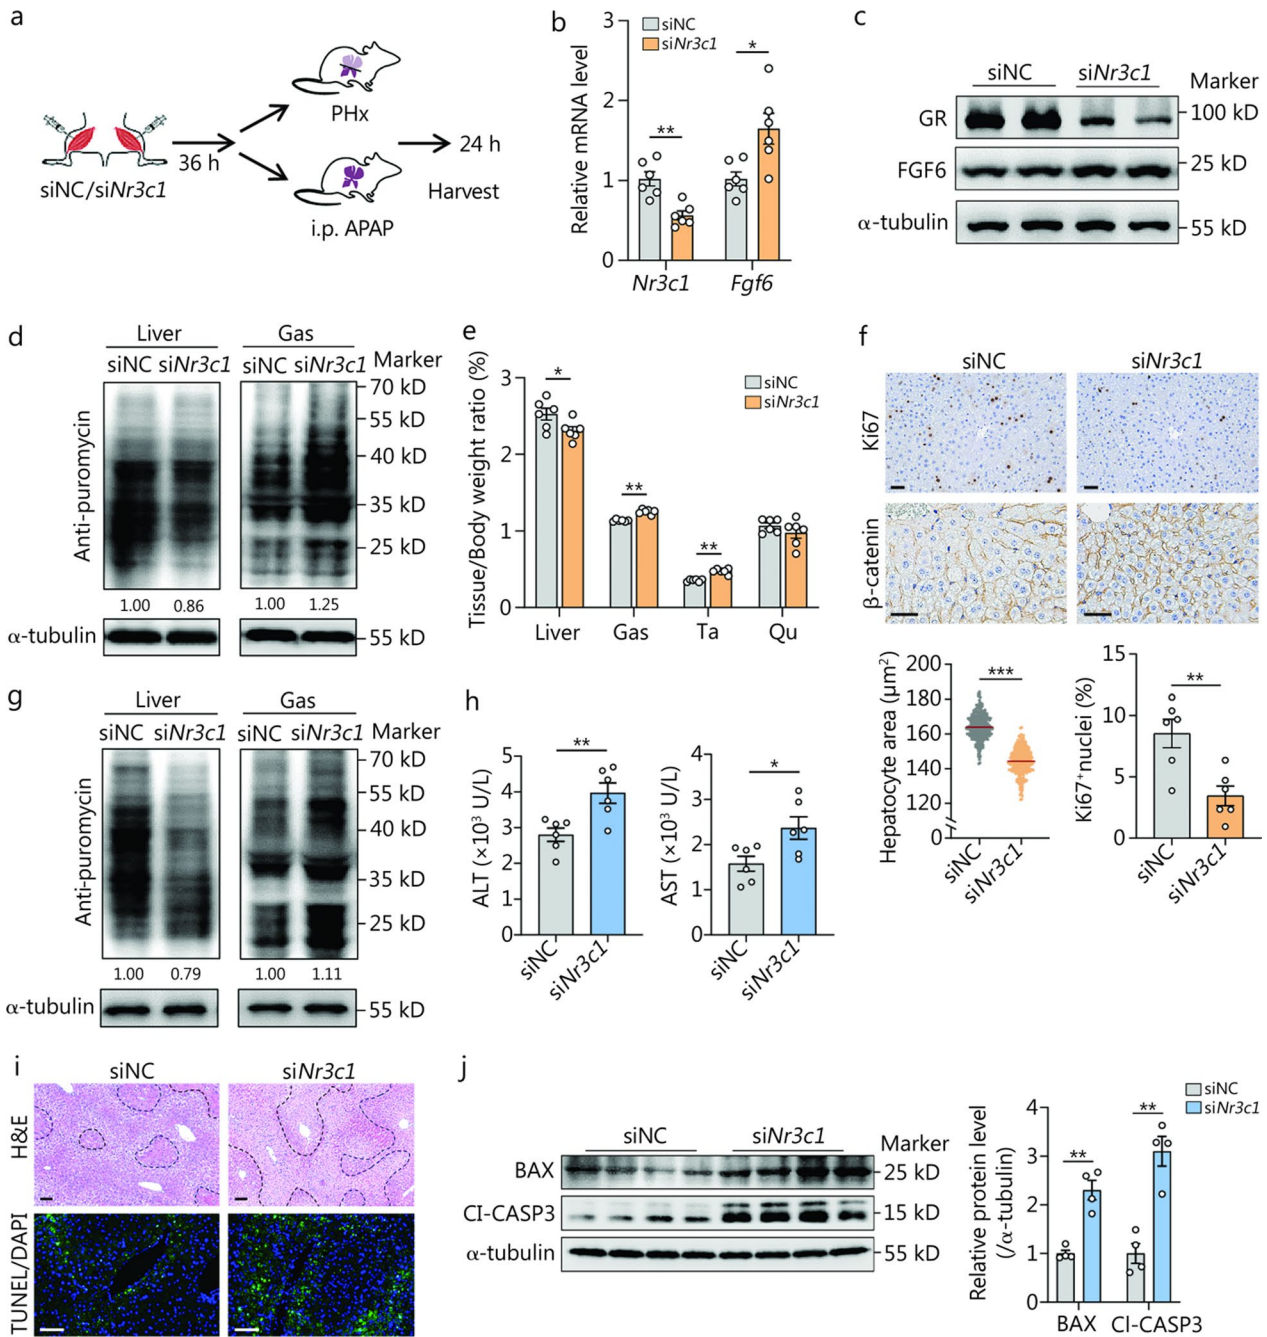 a
siNC/siNr3c1
36 h
PHx
i.p. APAP
24 h
Harvest
b
Relative mRNA level
3
2
1
0
siNC
siNr3c1
**
*
Nr3c1
Fgf6
c
siNC
siNr3c1
Marker
GR
100 kD
FGF6
25 kD
α-tubulin
55 kD
d
Liver
Gas
siNC
siNr3c1
siNC
siNr3c1
Marker
Anti-puromycin
70 kD
55 kD
40 kD
35 kD
25 kD
1.00
0.86
1.00
1.25
α-tubulin
55 kD
e
Tissue/Body weight ratio (%)
3
2
1
0
siNC
siNr3c1
*
**
**
Liver
Gas
Ta
Qu
f
siNC
siNr3c1
Ki67
β-catenin
Hepatocyte area (μm²)
200
180
160
140
120
0
***
siNC
siNr3c1
Ki67⁺nuclei (%)
15
10
5
0
**
siNC
siNr3c1
g
Liver
Gas
siNC
siNr3c1
siNC
siNr3c1
Marker
Anti-puromycin
70 kD
55 kD
40 kD
35 kD
25 kD
1.00
0.79
1.00
1.11
α-tubulin
55 kD
h
ALT (×10³ U/L)
5
4
3
2
1
0
**
siNC
siNr3c1
AST (×10³ U/L)
4
3
2
1
0
*
siNC
siNr3c1
i
siNC
siNr3c1
H&E
TUNEL/DAPI
j
siNC
siNr3c1
Marker
BAX
25 kD
CI-CASP3
15 kD
α-tubulin
55 kD
Relative protein level
(/α-tubulin)
4
3
2
1
0
siNC
siNr3c1
**
**
BAX
CI-CASP3